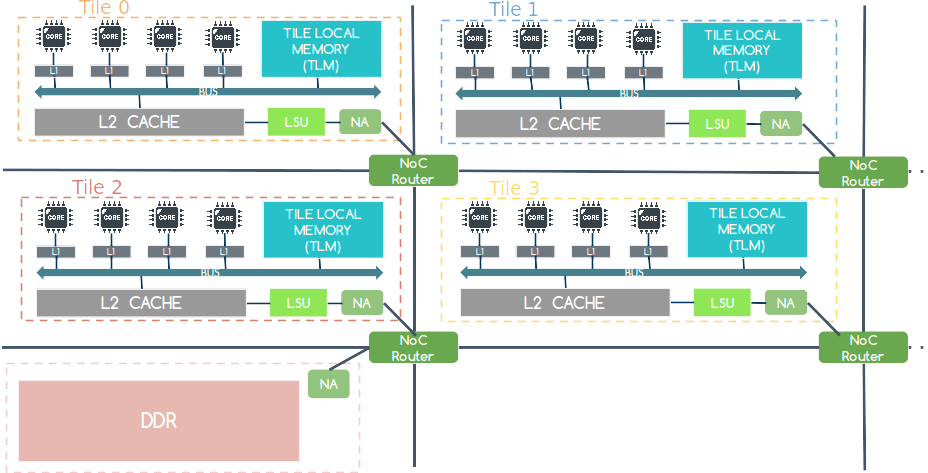 Tile 0
CORE CORE CORE CORE
TILE LOCAL
MEMORY
(TLM)
L1 L1 L1 L1
BUS
L2 CACHE
LSU
NA
Tile 1
CORE CORE CORE CORE
TILE LOCAL
MEMORY
(TLM)
L1 L1 L1 L1
BUS
L2 CACHE
LSU
NA
NoC
Router
NoC
Router
Tile 2
CORE CORE CORE CORE
TILE LOCAL
MEMORY
(TLM)
L1 L1 L1 L1
BUS
L2 CACHE
LSU
NA
Tile 3
CORE CORE CORE CORE
TILE LOCAL
MEMORY
(TLM)
L1 L1 L1 L1
BUS
L2 CACHE
LSU
NA
NoC
Router
NoC
Router
NA
DDR